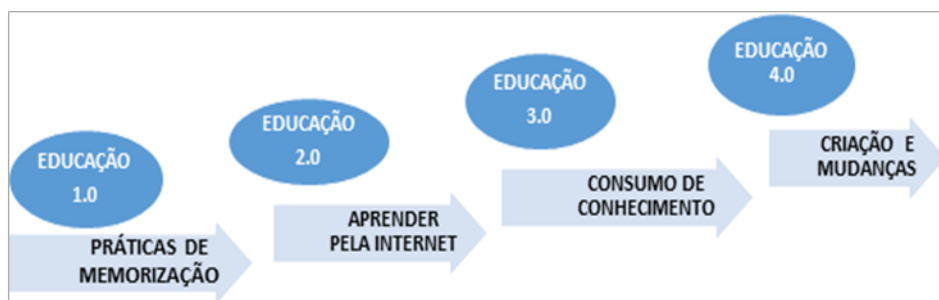 EDUCAÇÃO
1.0
PRÁTICAS DE
MEMORIZAÇÃO
EDUCAÇÃO
2.0
APRENDER
PELA INTERNET
EDUCAÇÃO
3.0
CONSUMO DE
CONHECIMENTO
EDUCAÇÃO
4.0
CRIAÇÃO E
MUDANÇAS